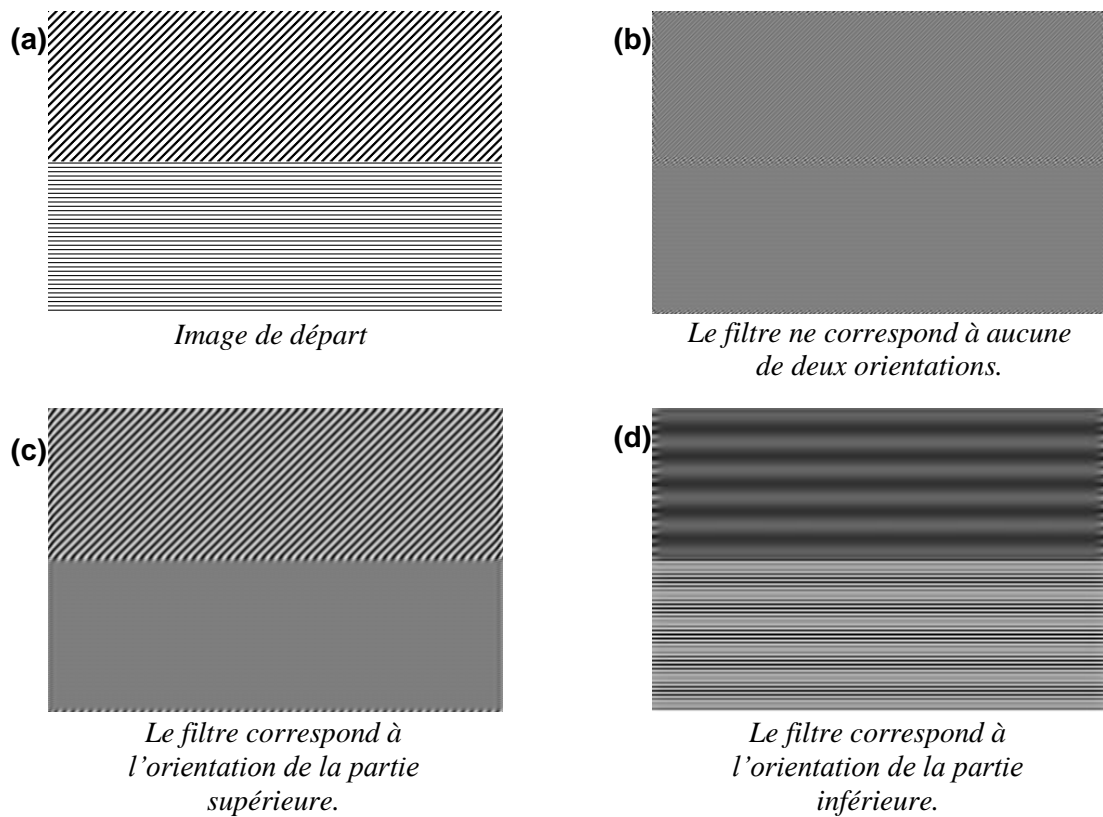 (a)
(b)
Image de départ
Le filtre ne correspond à aucune
de deux orientations.
(c)
(d)
Le filtre correspond à
l’orientation de la partie
supérieure.
Le filtre correspond à
l’orientation de la partie
inférieure.